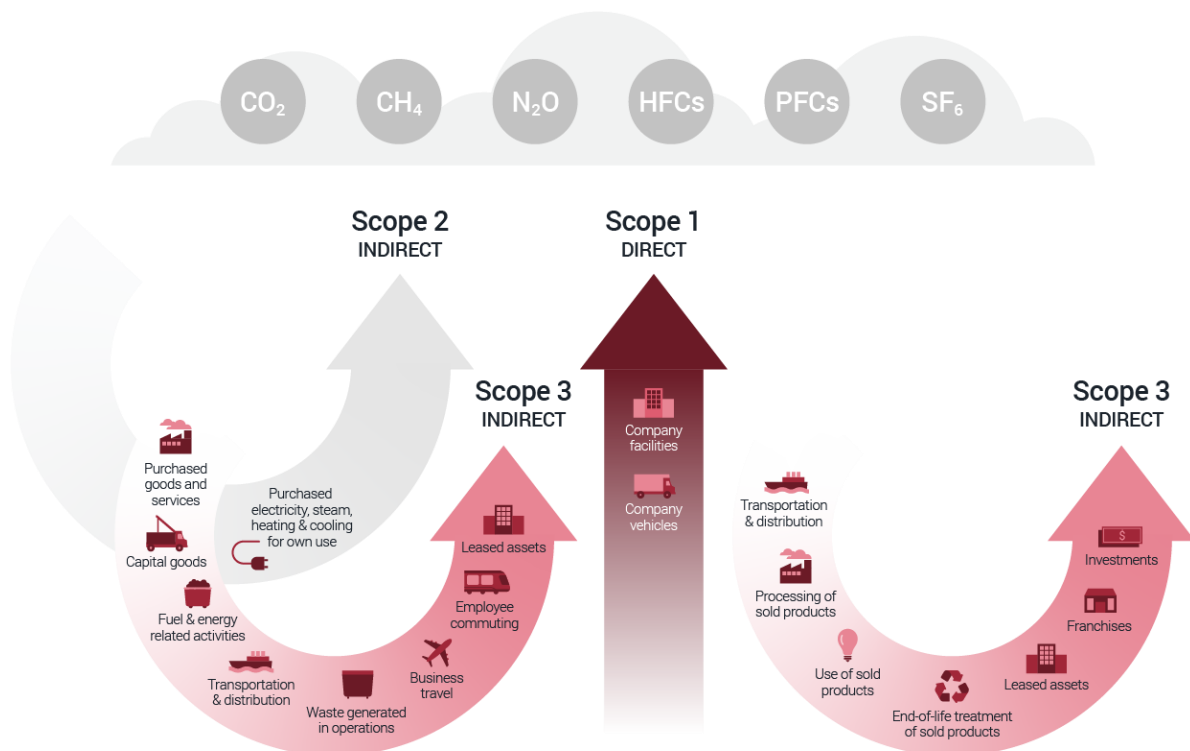 CO₂
CH₄
N₂O
HFCs
PFCs
SF₆
Scope 2
INDIRECT
Scope 1
DIRECT
Scope 3
INDIRECT
Scope 3
INDIRECT
Purchased
goods and
services
Capital goods
Fuel & energy
related activities
Transportation
& distribution
Waste generated
in operations
Business
travel
Employee
commuting
Leased assets
Purchased
electricity, steam,
heating & cooling
for own use
Company
facilities
Company
vehicles
Transportation
& distribution
Processing of
sold products
Use of sold
products
End-of-life treatment
of sold products
Leased assets
Franchises
$
Investments